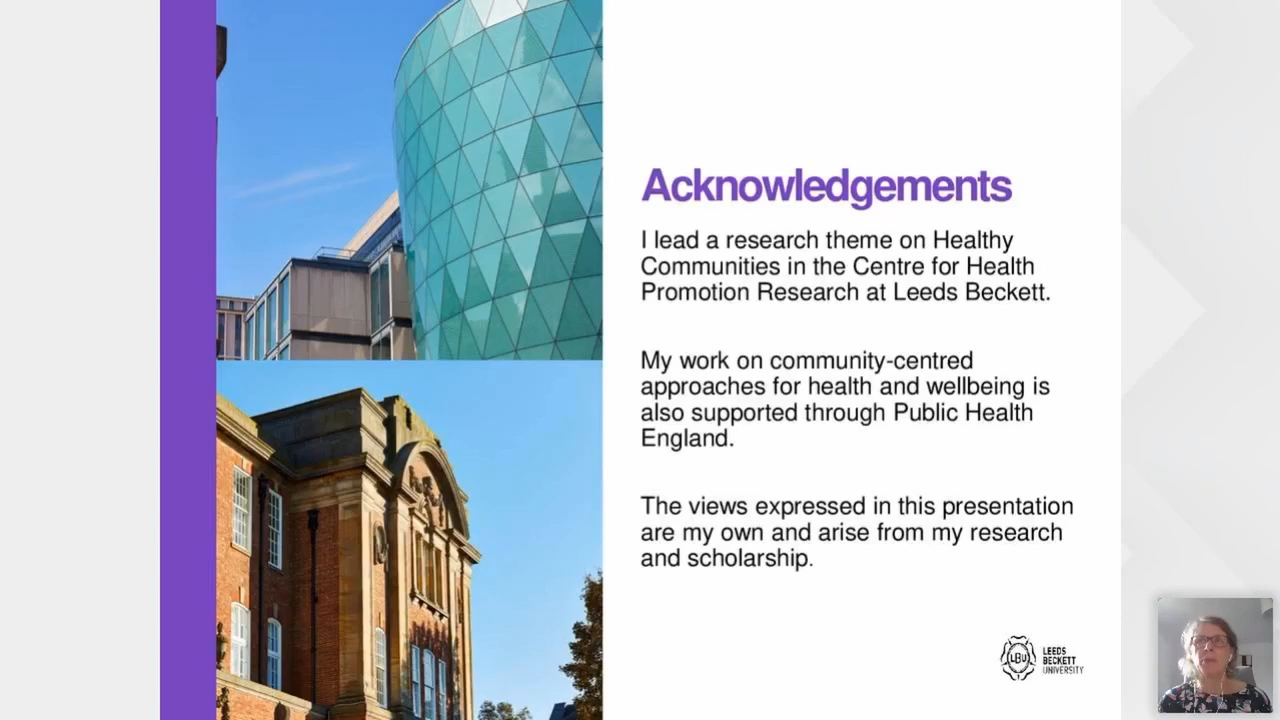 Acknowledgements
I lead a research theme on Healthy
Communities in the Centre for Health
Promotion Research at Leeds Beckett.
My work on community-centred
approaches for health and wellbeing is
also supported through Public Health
England.
The views expressed in this presentation
are my own and arise from my research
and scholarship.
LBU
LEEDS
BECKETT
UNIVERSITY